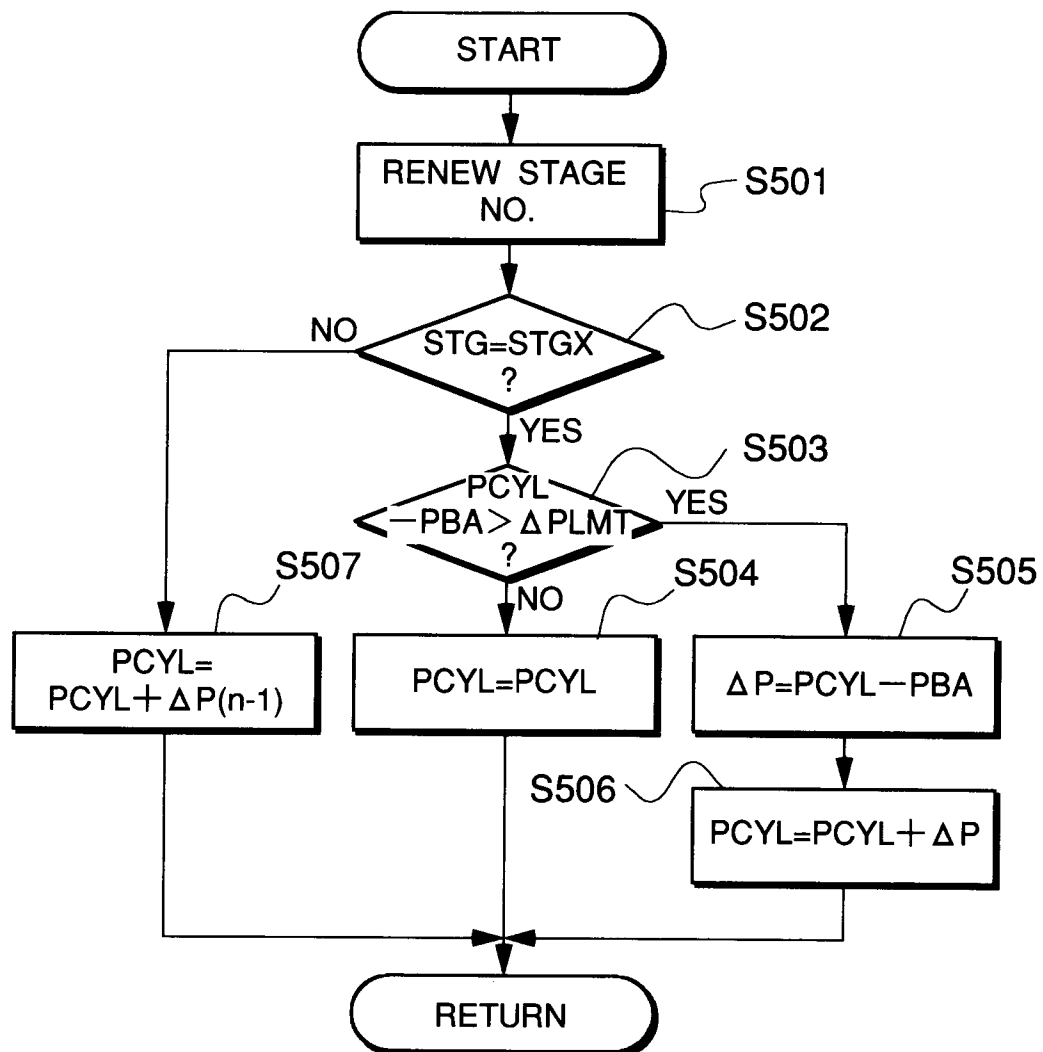 START
RENEW STAGE
NO.
S501
STG=STGX
?
S502
NO
YES
PCYL
−PBA>ΔPLMT
?
S503
YES
NO
S507
PCYL=
PCYL+ΔP(n-1)
S504
PCYL=PCYL
S505
ΔP=PCYL−PBA
S506
PCYL=PCYL+ΔP
RETURN